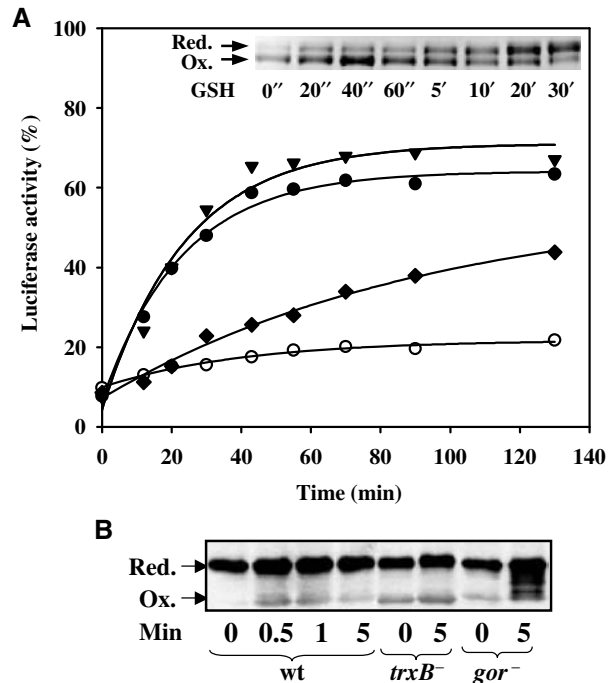 A
100
80
60
40
20
0
Luciferase activity (%)
Red.
Ox.
GSH 0″ 20″ 40″ 60″ 5′ 10′ 20′ 30′
0 20 40 60 80 100 120 140
Time (min)
B
Red.
Ox.
Min 0 0.5 1 5 0 5 0 5
wt trxB⁻ gor⁻